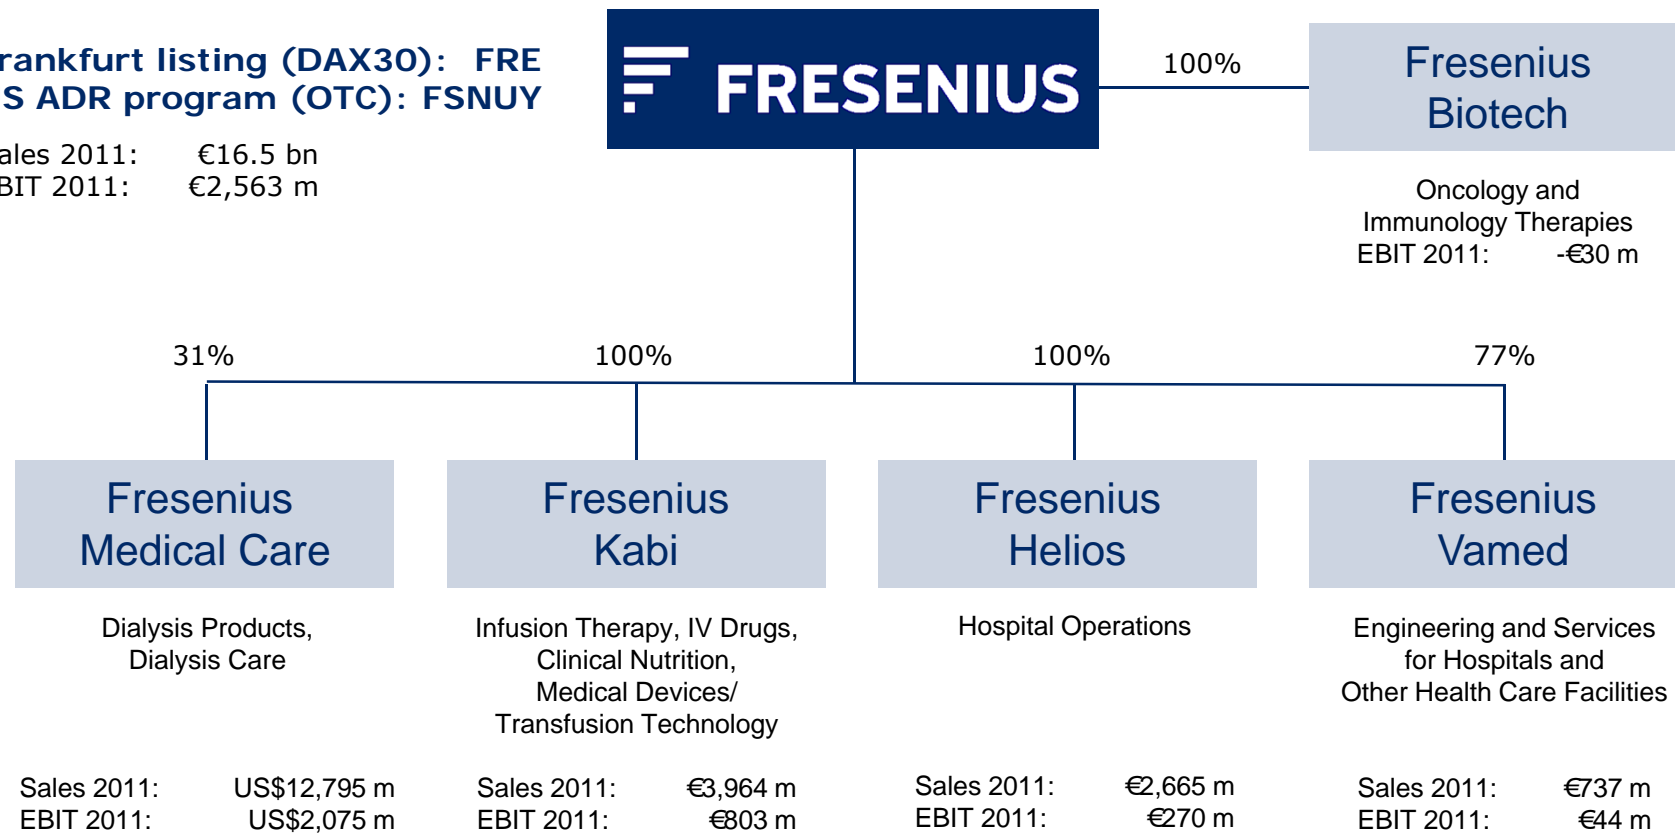 rankfurt listing (DAX30): FRE
S ADR program (OTC): FSNUY
ales 2011: €16.5 bn
BIT 2011: €2,563 m
FRESENIUS
100%
Fresenius
Biotech
Oncology and
Immunology Therapies
EBIT 2011: -€30 m
31%
100%
100%
77%
Fresenius
Medical Care
Dialysis Products,
Dialysis Care
Sales 2011: US$12,795 m
EBIT 2011: US$2,075 m
Fresenius
Kabi
Infusion Therapy, IV Drugs,
Clinical Nutrition,
Medical Devices/
Transfusion Technology
Sales 2011: €3,964 m
EBIT 2011: €803 m
Fresenius
Helios
Hospital Operations
Sales 2011: €2,665 m
EBIT 2011: €270 m
Fresenius
Vamed
Engineering and Services
for Hospitals and
Other Health Care Facilities
Sales 2011: €737 m
EBIT 2011: €44 m